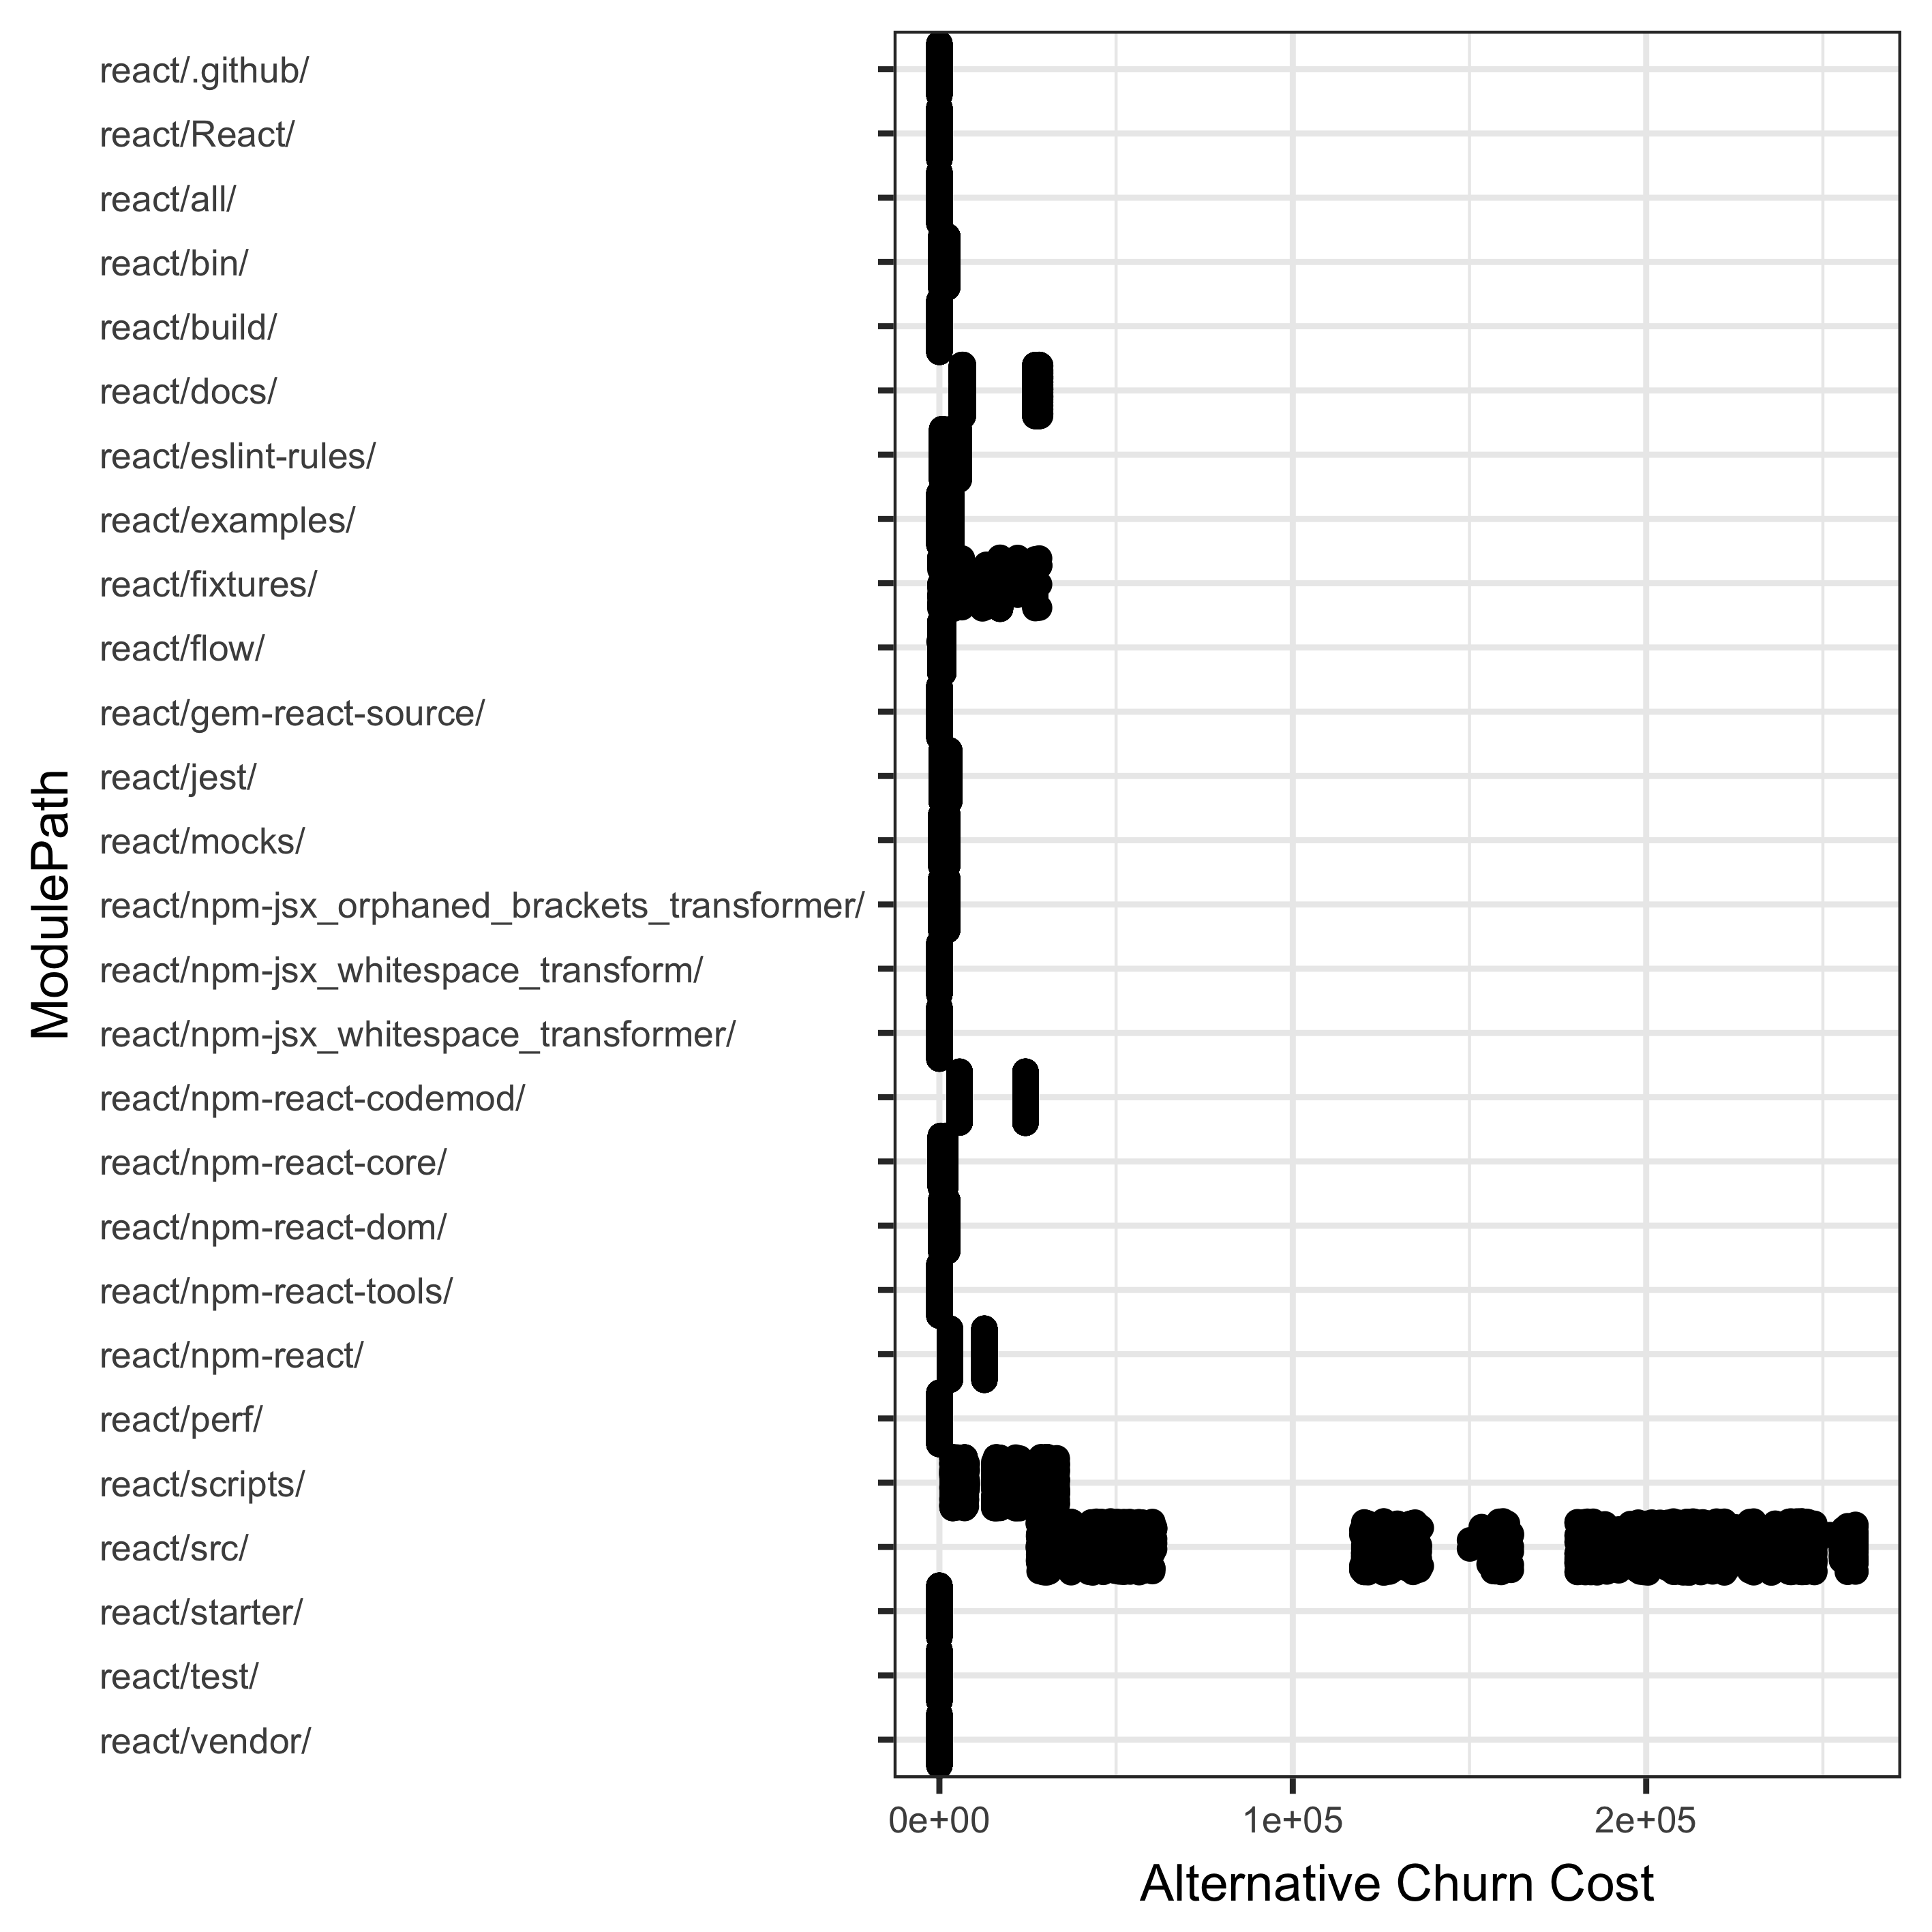 react/.github/
react/React/
react/all/
react/bin/
react/build/
react/docs/
react/eslint-rules/
react/examples/
react/fixtures/
react/flow/
react/gem-react-source/
react/jest/
react/mocks/
react/npm-jsx_orphaned_brackets_transformer/
react/npm-jsx_whitespace_transform/
react/npm-jsx_whitespace_transformer/
react/npm-react-codemod/
react/npm-react-core/
react/npm-react-dom/
react/npm-react-tools/
react/npm-react/
react/perf/
react/scripts/
react/src/
react/starter/
react/test/
react/vendor/
ModulePath
0e+00 1e+05 2e+05
Alternative Churn Cost